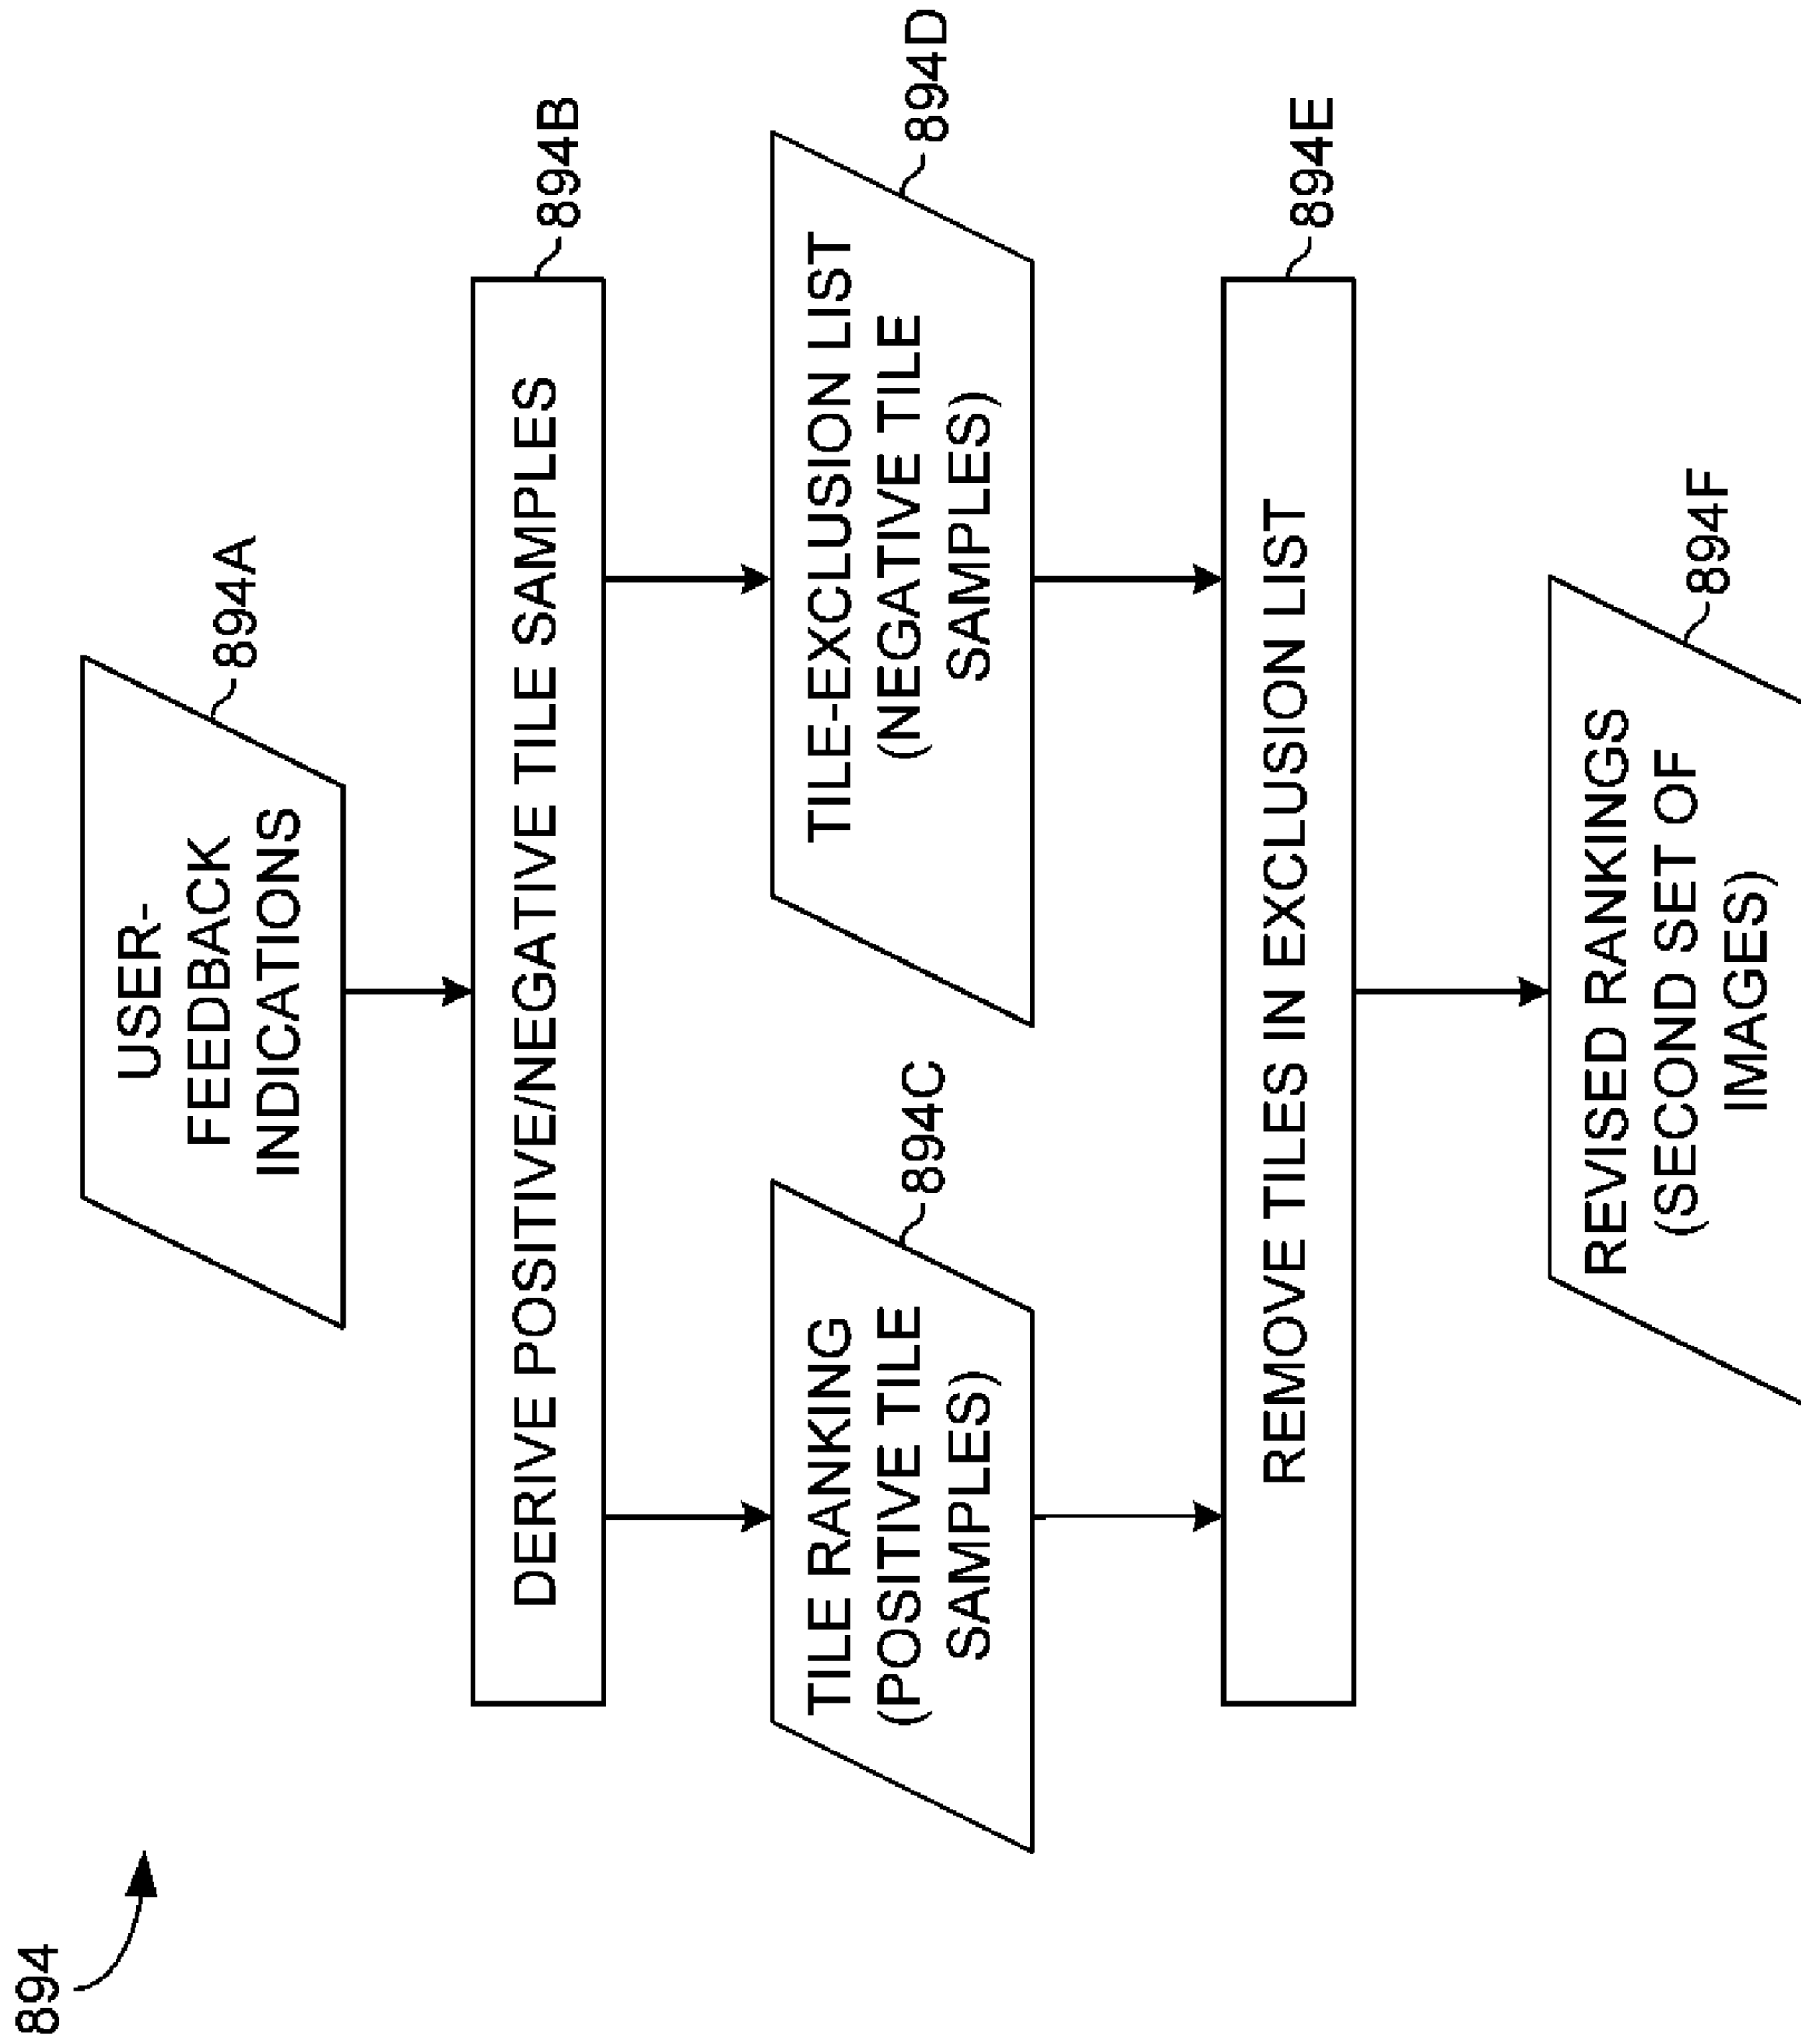 894
USER-
FEEDBACK
INDICATIONS
894A
DERIVE POSITIVE/NEGATIVE TILE SAMPLES
894B
TILE RANKING
(POSITIVE TILE
SAMPLES)
894C
TILE-EXCLUSION LIST
(NEGATIVE TILE
SAMPLES)
894D
REMOVE TILES IN EXCLUSION LIST
894E
REVISED RANKINGS
(SECOND SET OF
IMAGES)
894F